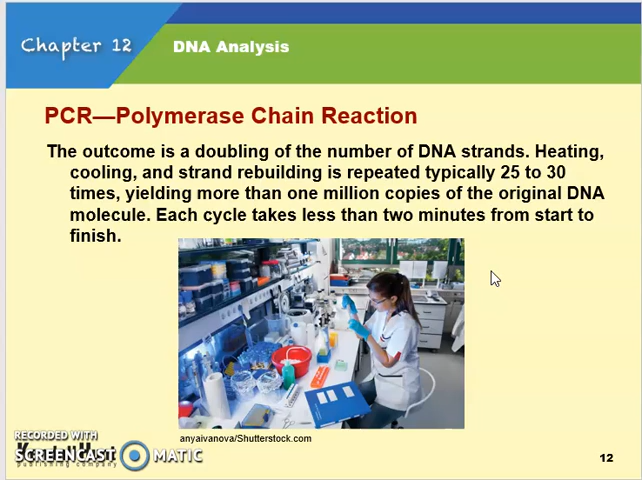 Chapter 12
DNA Analysis
PCR—Polymerase Chain Reaction
The outcome is a doubling of the number of DNA strands. Heating,
cooling, and strand rebuilding is repeated typically 25 to 30
times, yielding more than one million copies of the original DNA
molecule. Each cycle takes less than two minutes from start to
finish.
anyaivanova/Shutterstock.com
RECORDED WITH
SCREENCAST MATIC
publishing company
12